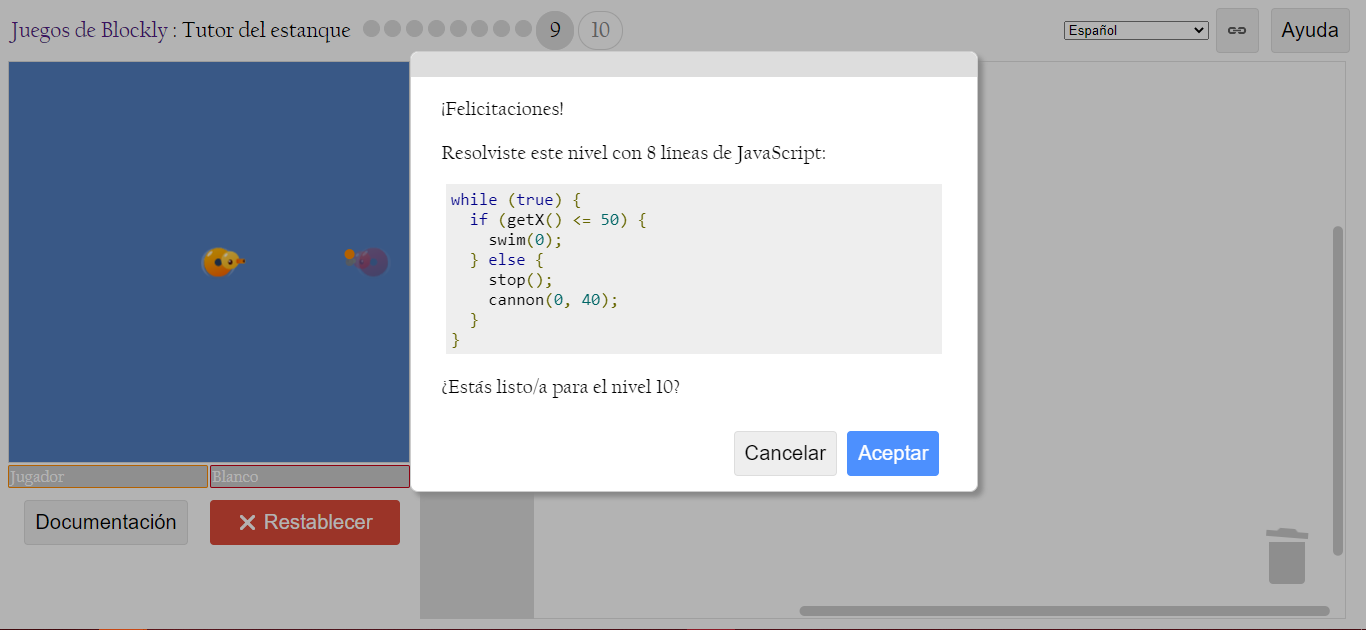 Juegos de Blockly : Tutor del estanque 9 10 Español Ayuda
¡Felicitaciones!
Resolviste este nivel con 8 líneas de JavaScript:
while (true) {
  if (getX() <= 50) {
    swim(0);
  } else {
    stop();
    cannon(0, 40);
  }
}
¿Estás listo/a para el nivel 10?
Cancelar Aceptar
Jugador Blanco
Documentación Restablecer